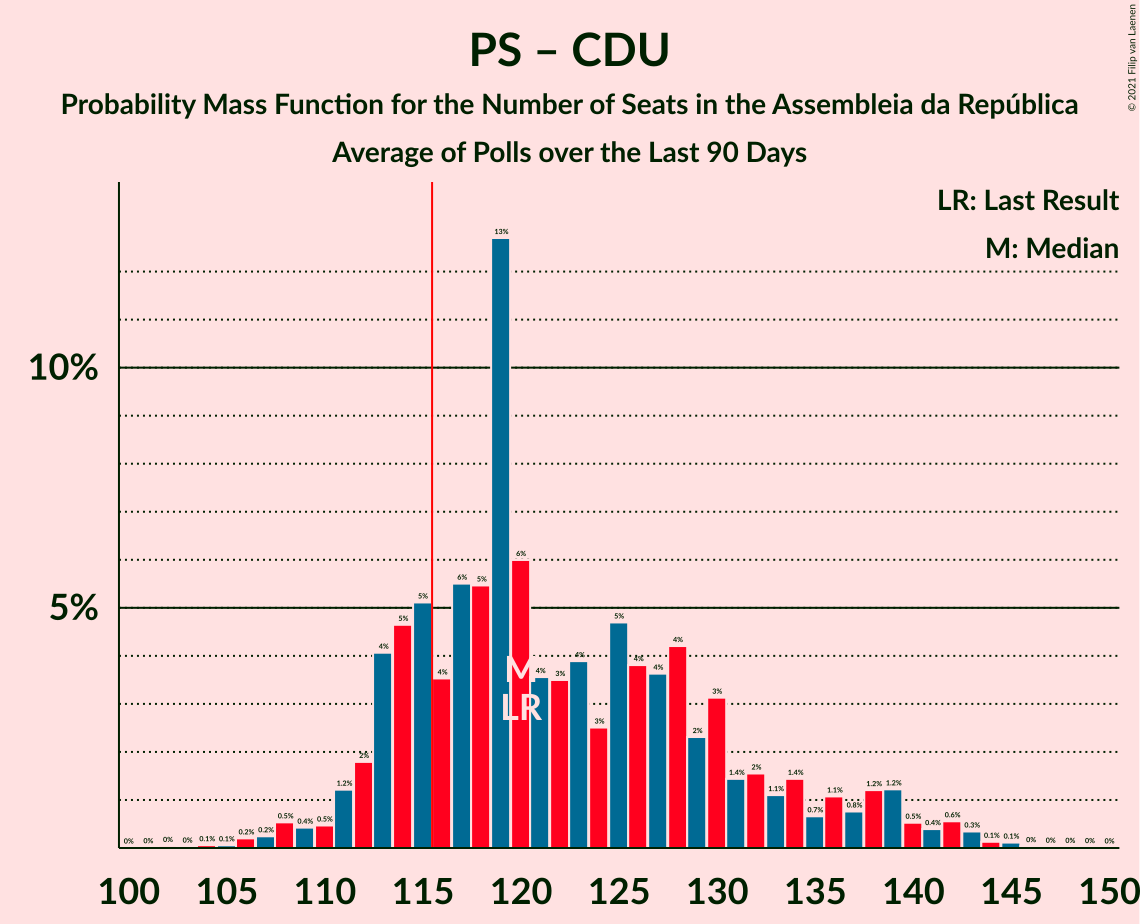 PS – CDU
© 2021 Filip van Laenen
Probability Mass Function for the Number of Seats in the Assembleia da República
Average of Polls over the Last 90 Days
LR: Last Result
M: Median
10%
5%
0% 0% 0% 0% 0.1% 0.1% 0.2% 0.2% 0.5% 0.4% 0.5% 1.2% 2% 4% 5% 5% 4% 6% 5% 13% 6% 4% 3% 4% 3% 5% 4% 4% 4% 2% 3% 1.4% 2% 1.1% 1.4% 0.7% 1.1% 0.8% 1.2% 1.2% 0.5% 0.4% 0.6% 0.3% 0.1% 0.1% 0% 0% 0% 0% 0%
M
LR
100 105 110 115 120 125 130 135 140 145 150